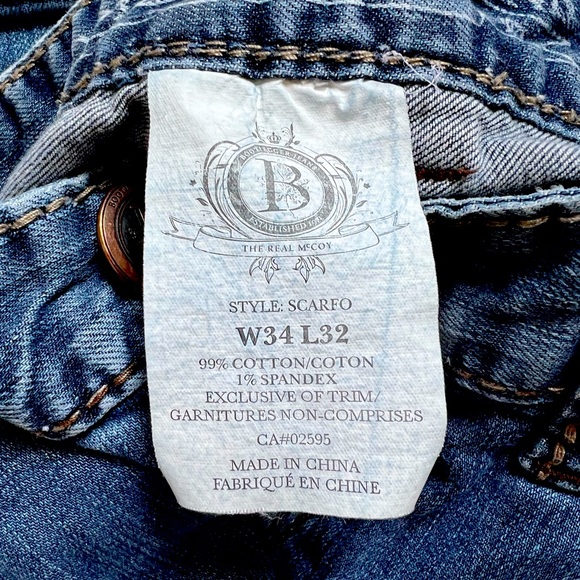 B
ESTABLISHED
THE REAL McCOY
STYLE: SCARFO
W34 L32
99% COTTON/COTON
1% SPANDEX
EXCLUSIVE OF TRIM/
GARNITURES NON-COMPRISES
CA#02595
MADE IN CHINA
FABRIQUÉ EN CHINE